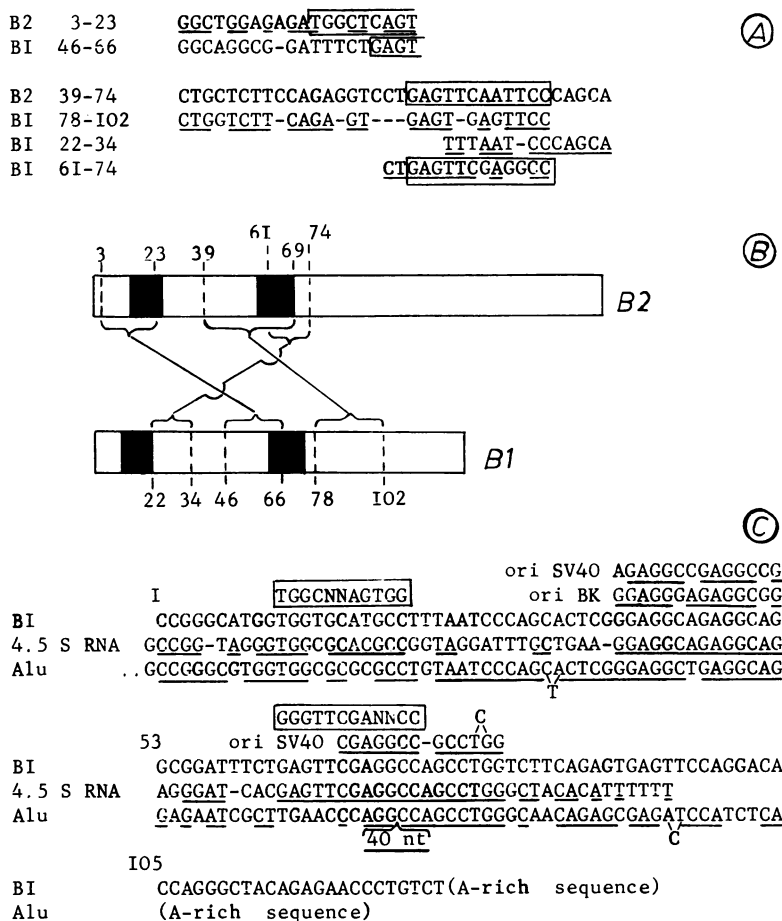 B2 3-23 GGCTGGAGAGATGGCTCAGT
A
BI 46-66 GGCAGGCG-GATTTCTGAGT
B2 39-74 CTGCTCTTCCAGAGGTCCTGAGTTCAATTCCCAGCA
BI 78-IO2 CTGGTCTT-CAGA-GT---GAGT-GAGTTCC
BI 22-34 TTTAAT-CCCAGCA
BI 6I-74 CTGAGTTCGAGGCC
3 23 39 6I 69 74
B
B2
B1
22 34 46 66 78 IO2
C
ori SV40 AGAGGCCGAGGCCG
I TGGCNNAGTGG ori BK GGAGGGAGAGGCGG
BI CCGGGCATGGTGGTGCATGCCTTTAATCCCAGCACTCGGGAGGCAGAGGCAG
4.5 S RNA GCCGG-TAGGGTGGCGCACGCCGGTAGGATTTGCTGAA-GGAGGCAGAGGCAG
Alu ..GCCGGGCGTGGTGGCGCGCGCCTGTAATCCCAGCACTCGGGAGGCTGAGGCAG
T
GGGTTCGANNCC C
53 ori SV40 CGAGGCC-GCCTGG
BI GCGGATTTCTGAGTTCGAGGCCAGCCTGGTCTTCAGAGTGAGTTCCAGGACA
4.5 S RNA AGGGAT-CACGAGTTCGAGGCCAGCCTGGGCTACACATTTTTT
Alu GAGAATCGCTTGAACCCAGGCCAGCCTGGGCAACAGAGCGAGATCCATCTCA
40 nt C
IO5
BI CCAGGGCTACAGAGAACCCTGTCT(A-rich sequence)
Alu (A-rich sequence)